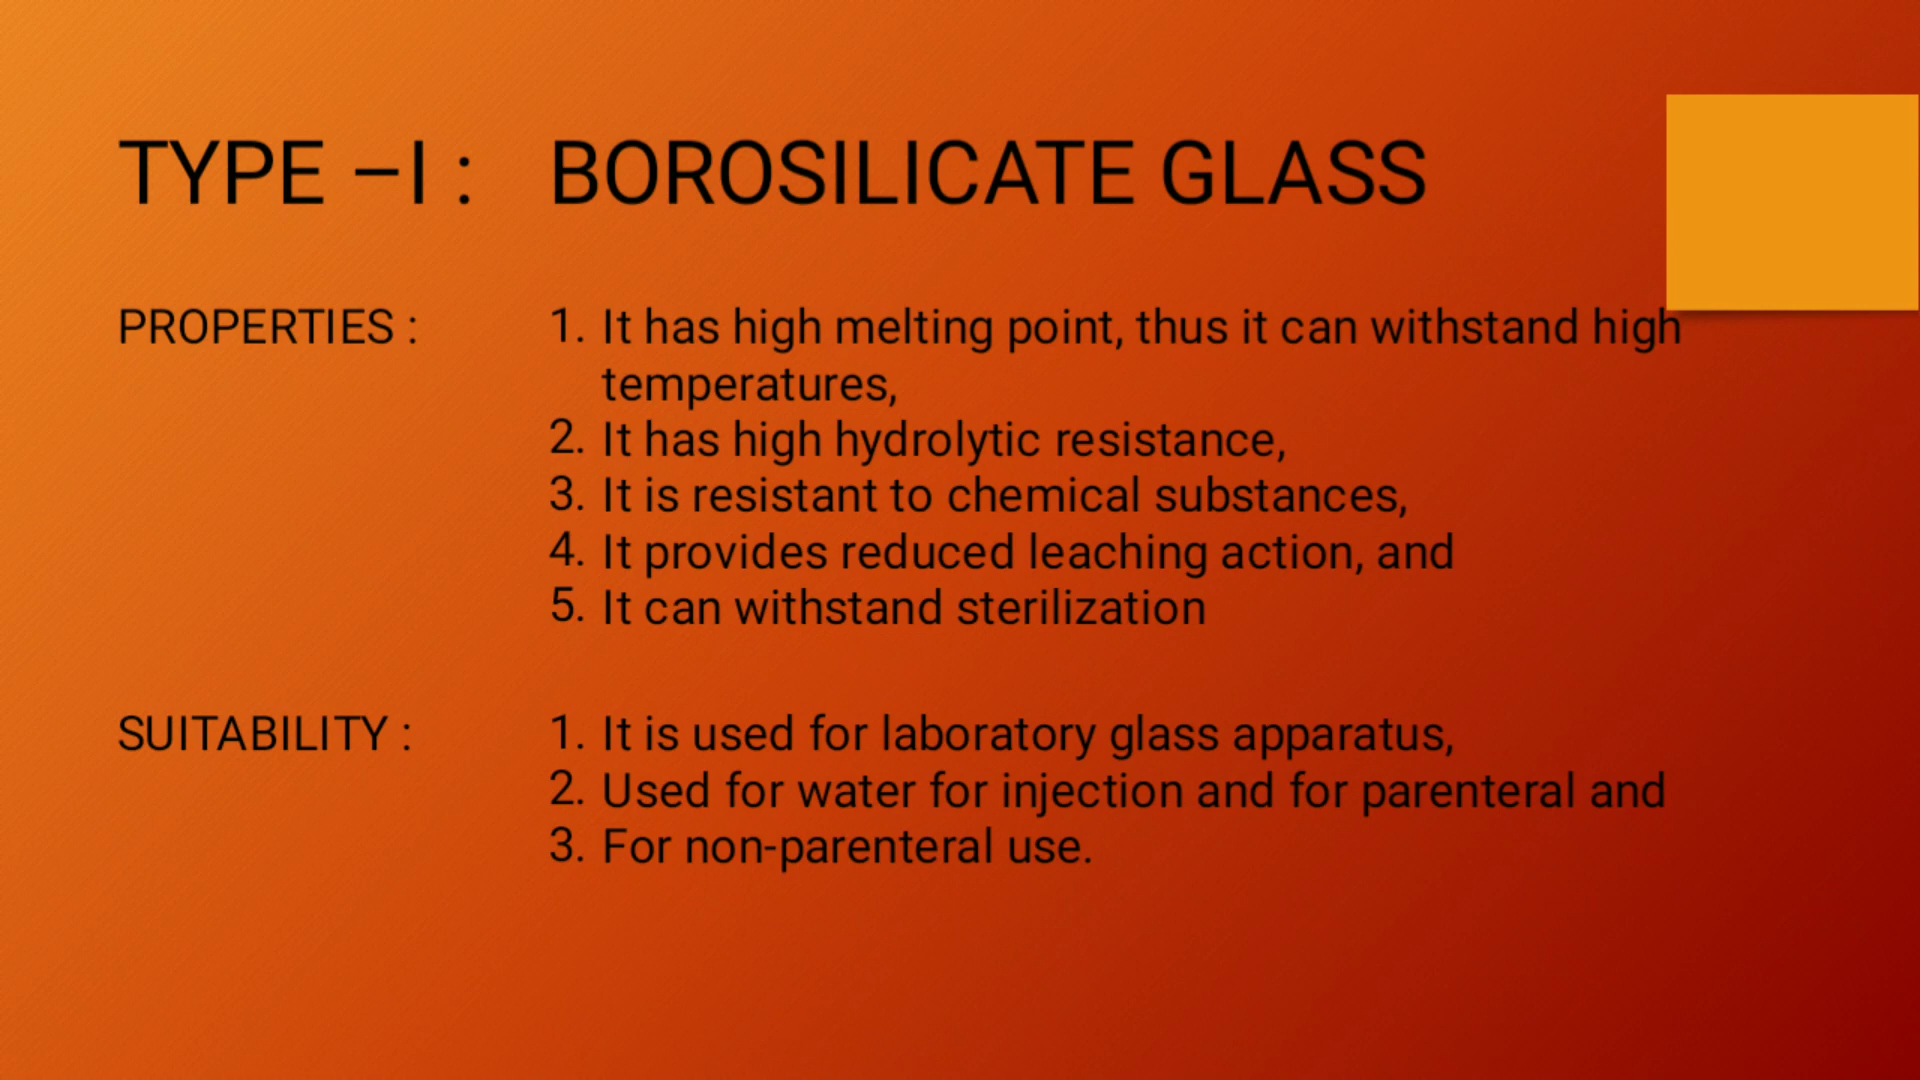 TYPE –I : BOROSILICATE GLASS
PROPERTIES : 1. It has high melting point, thus it can withstand high
temperatures,
2. It has high hydrolytic resistance,
3. It is resistant to chemical substances,
4. It provides reduced leaching action, and
5. It can withstand sterilization
SUITABILITY : 1. It is used for laboratory glass apparatus,
2. Used for water for injection and for parenteral and
3. For non-parenteral use.